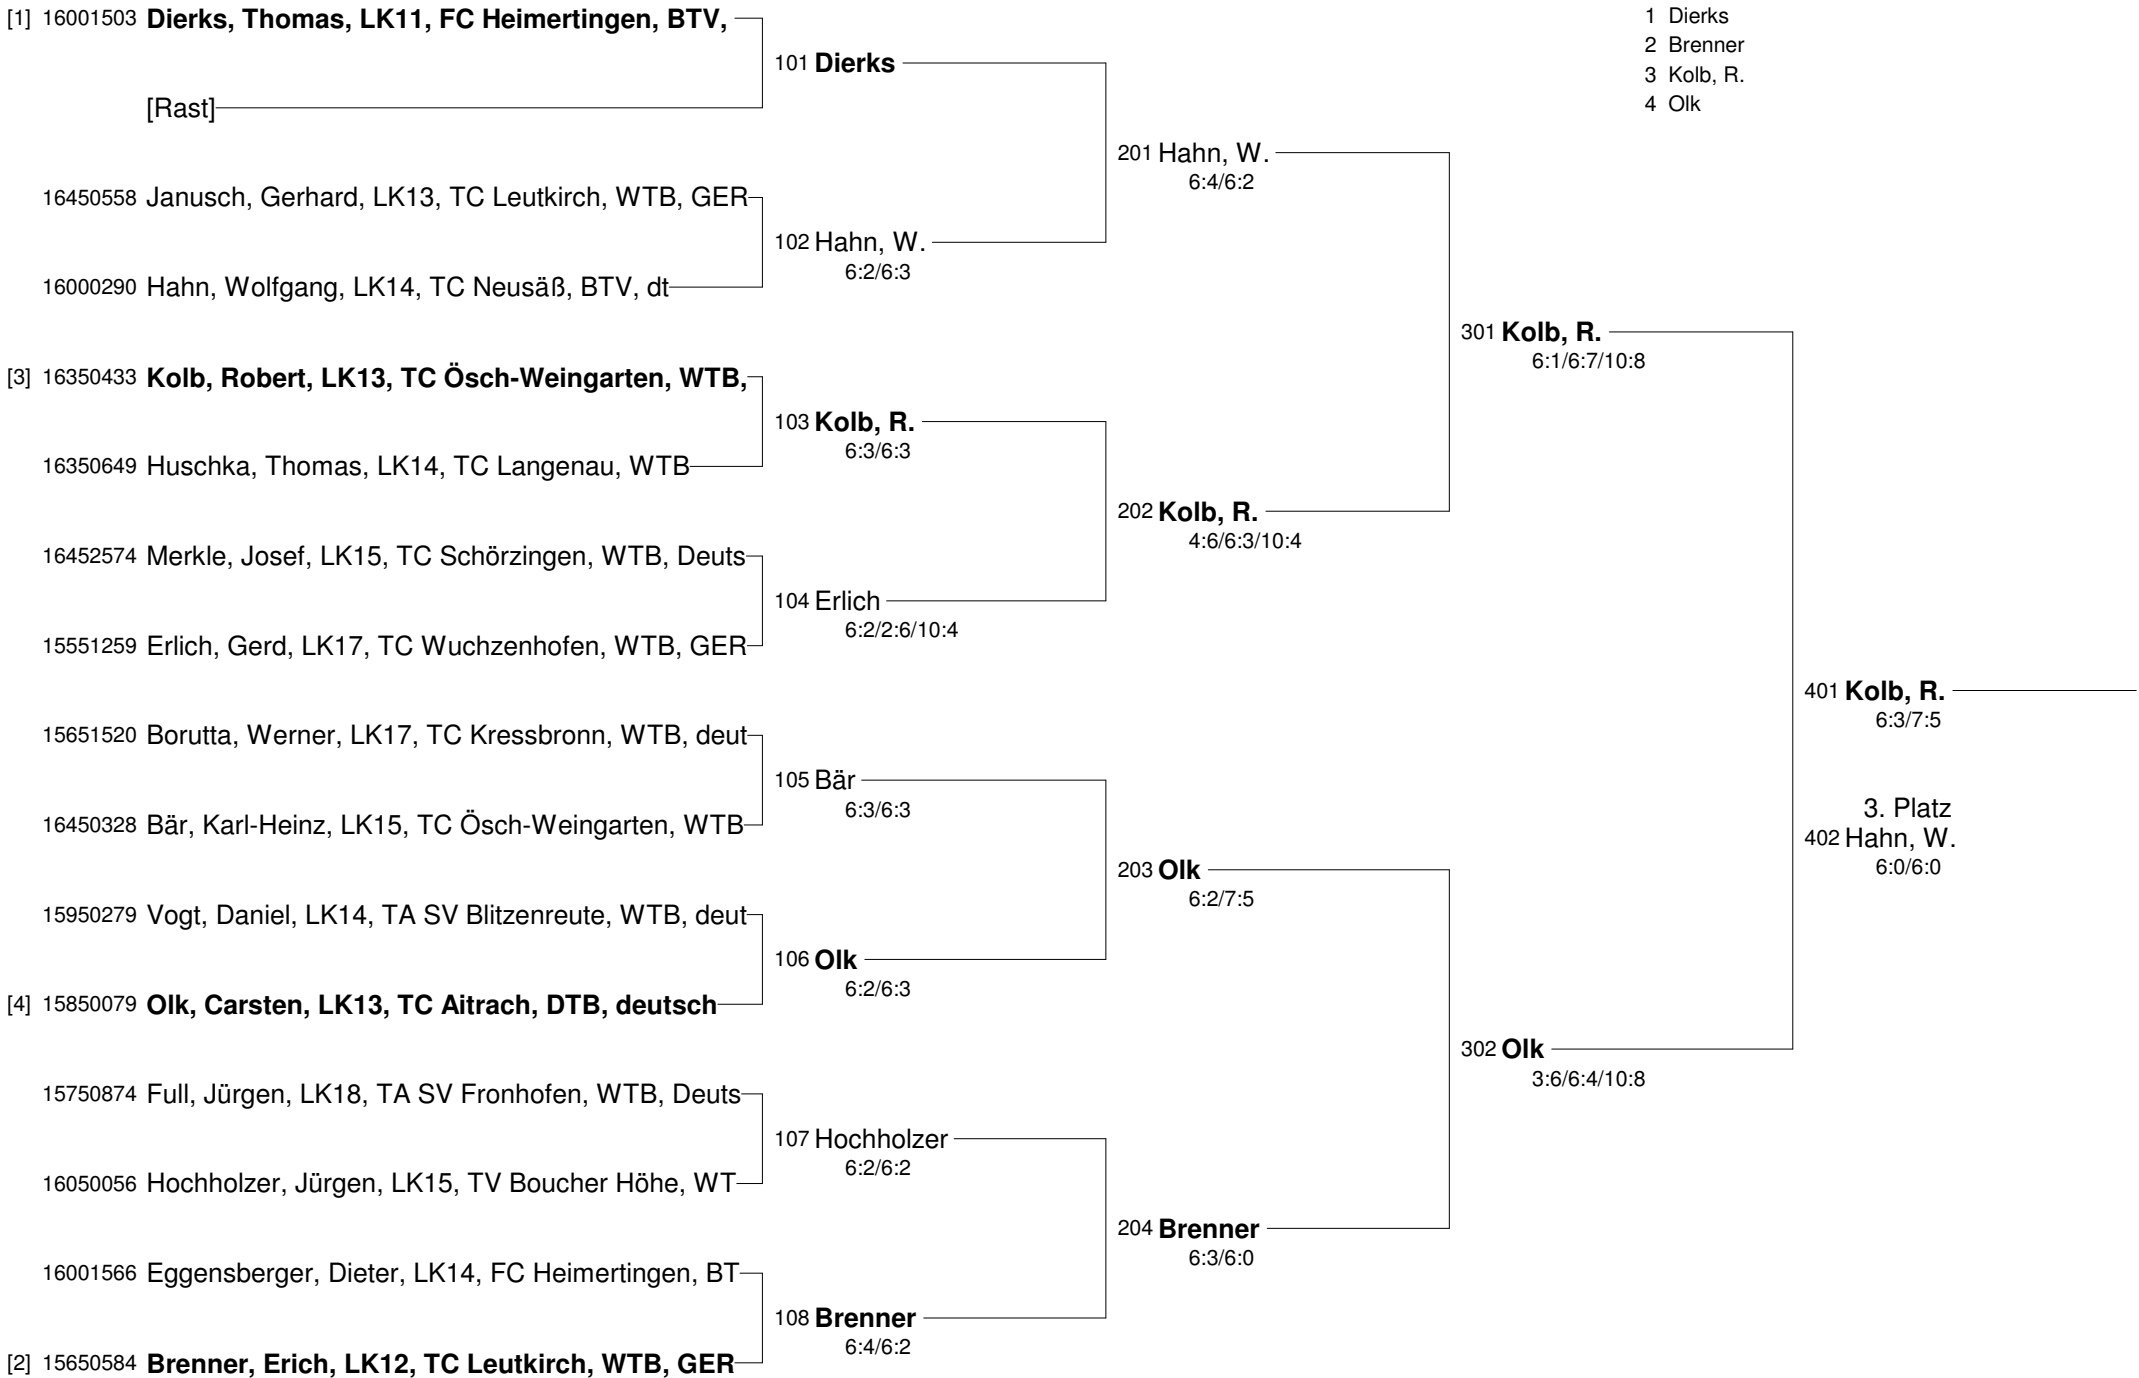 [1] 16001503 Dierks, Thomas, LK11, FC Heimertingen, BTV,
[Rast]
16450558 Janusch, Gerhard, LK13, TC Leutkirch, WTB, GER
16000290 Hahn, Wolfgang, LK14, TC Neusäß, BTV, dt
[3] 16350433 Kolb, Robert, LK13, TC Ösch-Weingarten, WTB,
16350649 Huschka, Thomas, LK14, TC Langenau, WTB
16452574 Merkle, Josef, LK15, TC Schörzingen, WTB, Deuts
15551259 Erlich, Gerd, LK17, TC Wuchzenhofen, WTB, GER
15651520 Borutta, Werner, LK17, TC Kressbronn, WTB, deut
16450328 Bär, Karl-Heinz, LK15, TC Ösch-Weingarten, WTB
15950279 Vogt, Daniel, LK14, TA SV Blitzenreute, WTB, deut
[4] 15850079 Olk, Carsten, LK13, TC Aitrach, DTB, deutsch
15750874 Full, Jürgen, LK18, TA SV Fronhofen, WTB, Deuts
16050056 Hochholzer, Jürgen, LK15, TV Boucher Höhe, WT
16001566 Eggensberger, Dieter, LK14, FC Heimertingen, BT
[2] 15650584 Brenner, Erich, LK12, TC Leutkirch, WTB, GER
101 Dierks
102 Hahn, W.
6:2/6:3
103 Kolb, R.
6:3/6:3
104 Erlich
6:2/2:6/10:4
105 Bär
6:3/6:3
106 Olk
6:2/6:3
107 Hochholzer
6:2/6:2
108 Brenner
6:4/6:2
201 Hahn, W.
6:4/6:2
202 Kolb, R.
4:6/6:3/10:4
203 Olk
6:2/7:5
204 Brenner
6:3/6:0
301 Kolb, R.
6:1/6:7/10:8
302 Olk
3:6/6:4/10:8
401 Kolb, R.
6:3/7:5
3. Platz
402 Hahn, W.
6:0/6:0
1 Dierks
2 Brenner
3 Kolb, R.
4 Olk